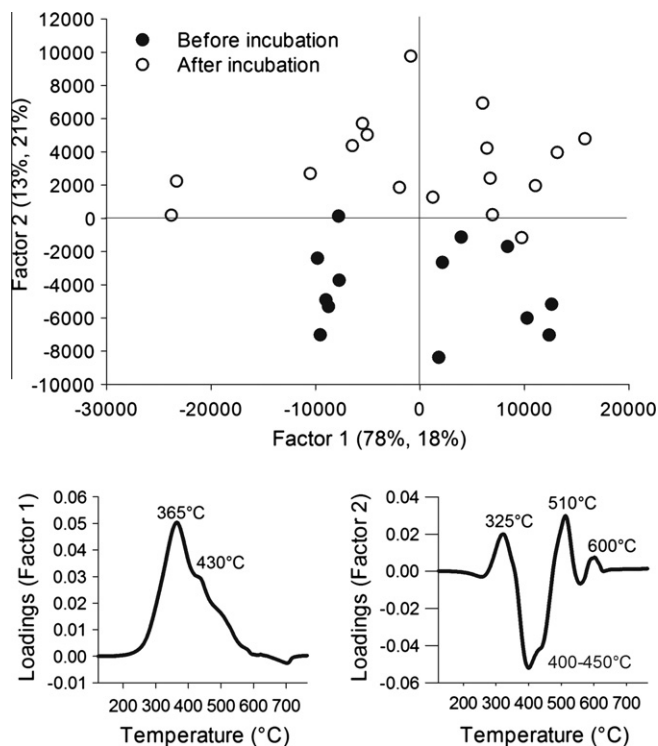 12000
10000
8000
6000
4000
2000
0
-2000
-4000
-6000
-8000
-10000
Before incubation
After incubation
Factor 2 (13%, 21%)
-30000 -20000 -10000 0 10000 20000
Factor 1 (78%, 18%)
0.06
0.05
0.04
0.03
0.02
0.01
0.00
-0.01
365°C
430°C
Loadings (Factor 1)
200 300 400 500 600 700
Temperature (°C)
0.04
0.02
0.00
-0.02
-0.04
-0.06
325°C
510°C
600°C
400-450°C
Loadings (Factor 2)
200 300 400 500 600 700
Temperature (°C)